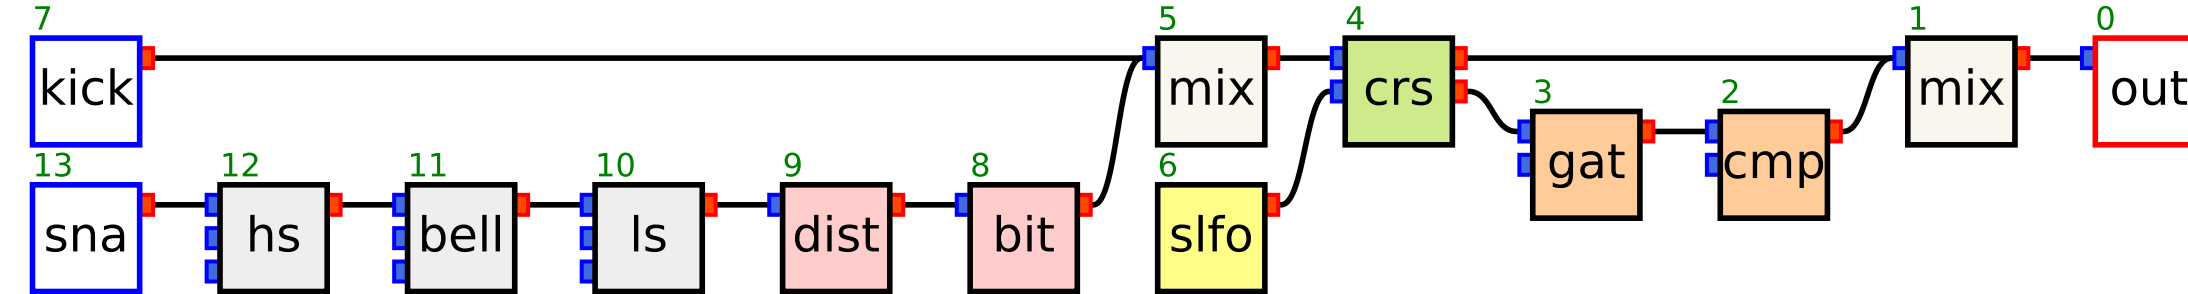 7 5 4 1 0
kick mix crs mix out
3 2
gat cmp
13 12 11 10 9 8 6
sna hs bell ls dist bit slfo